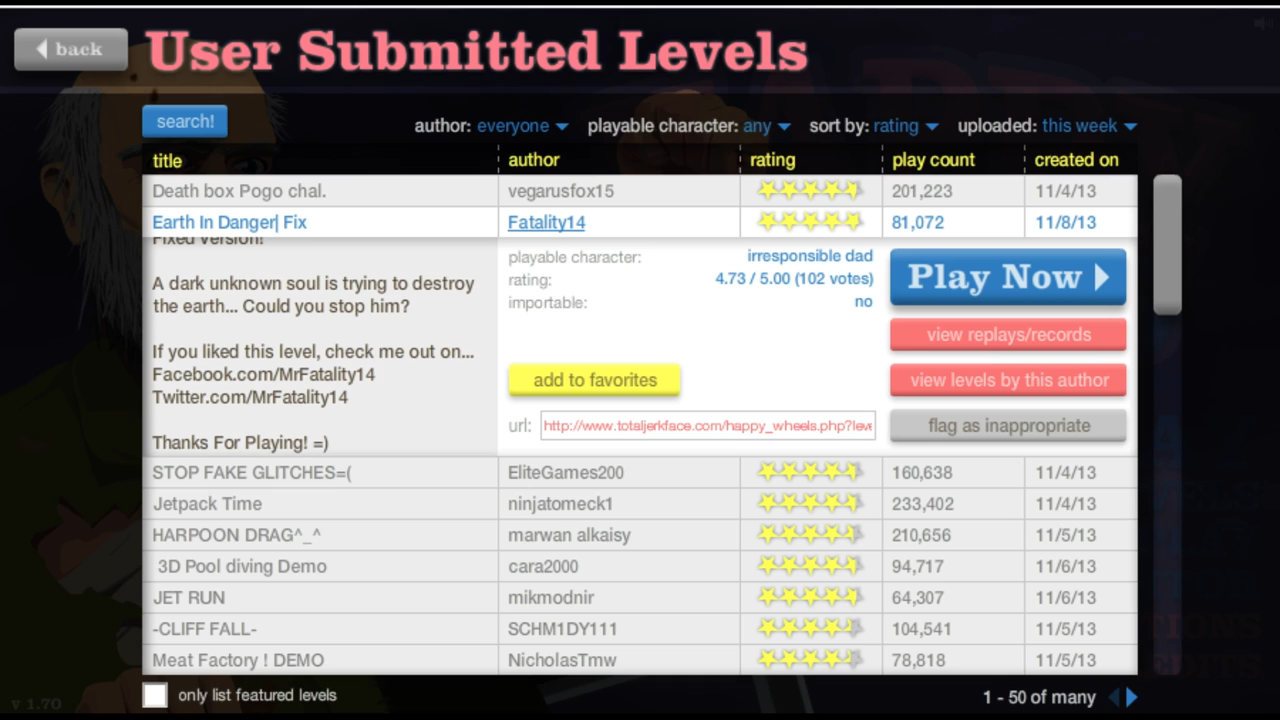 back
User Submitted Levels
search!
author: everyone playable character: any sort by: rating uploaded: this week
title author rating play count created on
Death box Pogo chal. vegarusfox15 201,223 11/4/13
Earth In Danger| Fix Fatality14 81,072 11/8/13
Fixed Version!
A dark unknown soul is trying to destroy
the earth... Could you stop him?
If you liked this level, check me out on...
Facebook.com/MrFatality14
Twitter.com/MrFatality14
Thanks For Playing! =)
playable character: irresponsible dad
rating: 4.73 / 5.00 (102 votes)
importable: no
add to favorites
url: http://www.totaljerkface.com/happy_wheels.php?leve
Play Now
view replays/records
view levels by this author
flag as inappropriate
STOP FAKE GLITCHES=( EliteGames200 160,638 11/4/13
Jetpack Time ninjatomeck1 233,402 11/4/13
HARPOON DRAG^_^ marwan alkaisy 210,656 11/5/13
3D Pool diving Demo cara2000 94,717 11/6/13
JET RUN mikmodnir 64,307 11/6/13
-CLIFF FALL- SCHM1DY111 104,541 11/5/13
Meat Factory ! DEMO NicholasTmw 78,818 11/5/13
only list featured levels
1 - 50 of many
v 1.70